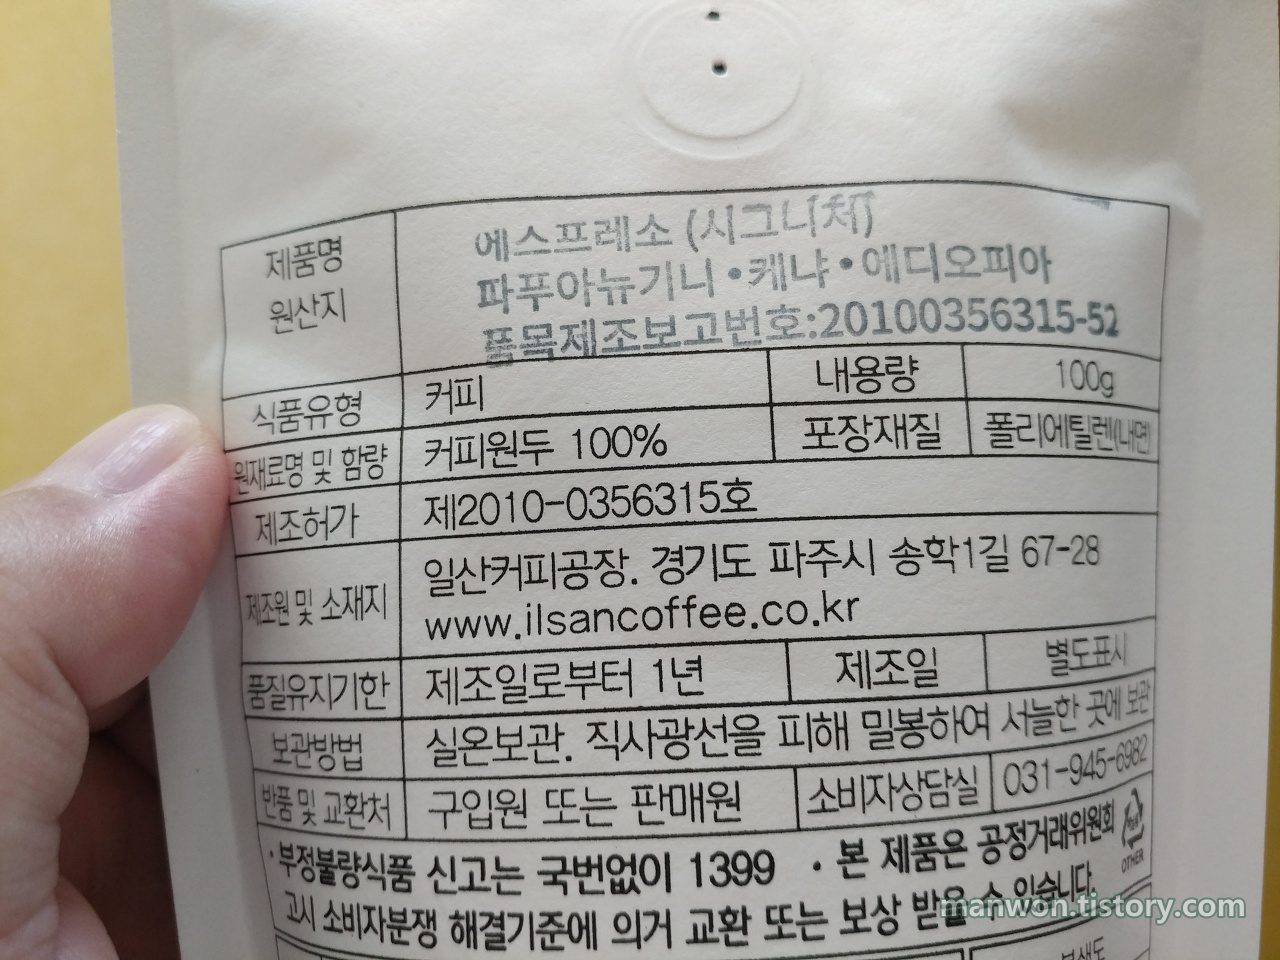 제품명
원산지
에스프레소 (시그니처)
파푸아뉴기니•케냐•에디오피아
품목제조보고번호:20100356315-52
식품유형 커피 내용량 100g
원재료명 및 함량 커피원두 100% 포장재질 폴리에틸렌(내면)
제조허가 제2010-0356315호
제조원 및 소재지 일산커피공장. 경기도 파주시 송학1길 67-28
www.ilsancoffee.co.kr
품질유지기한 제조일로부터 1년 제조일 별도표시
보관방법 실온보관. 직사광선을 피해 밀봉하여 서늘한 곳에 보관
반품 및 교환처 구입원 또는 판매원 소비자상담실 031-945-6982
·부정불량식품 신고는 국번없이 1399 ·본 제품은 공정거래위원회
고시 소비자분쟁 해결기준에 의거 교환 또는 보상 받을 수 있습니다.
OTHER
manwon.tistory.com